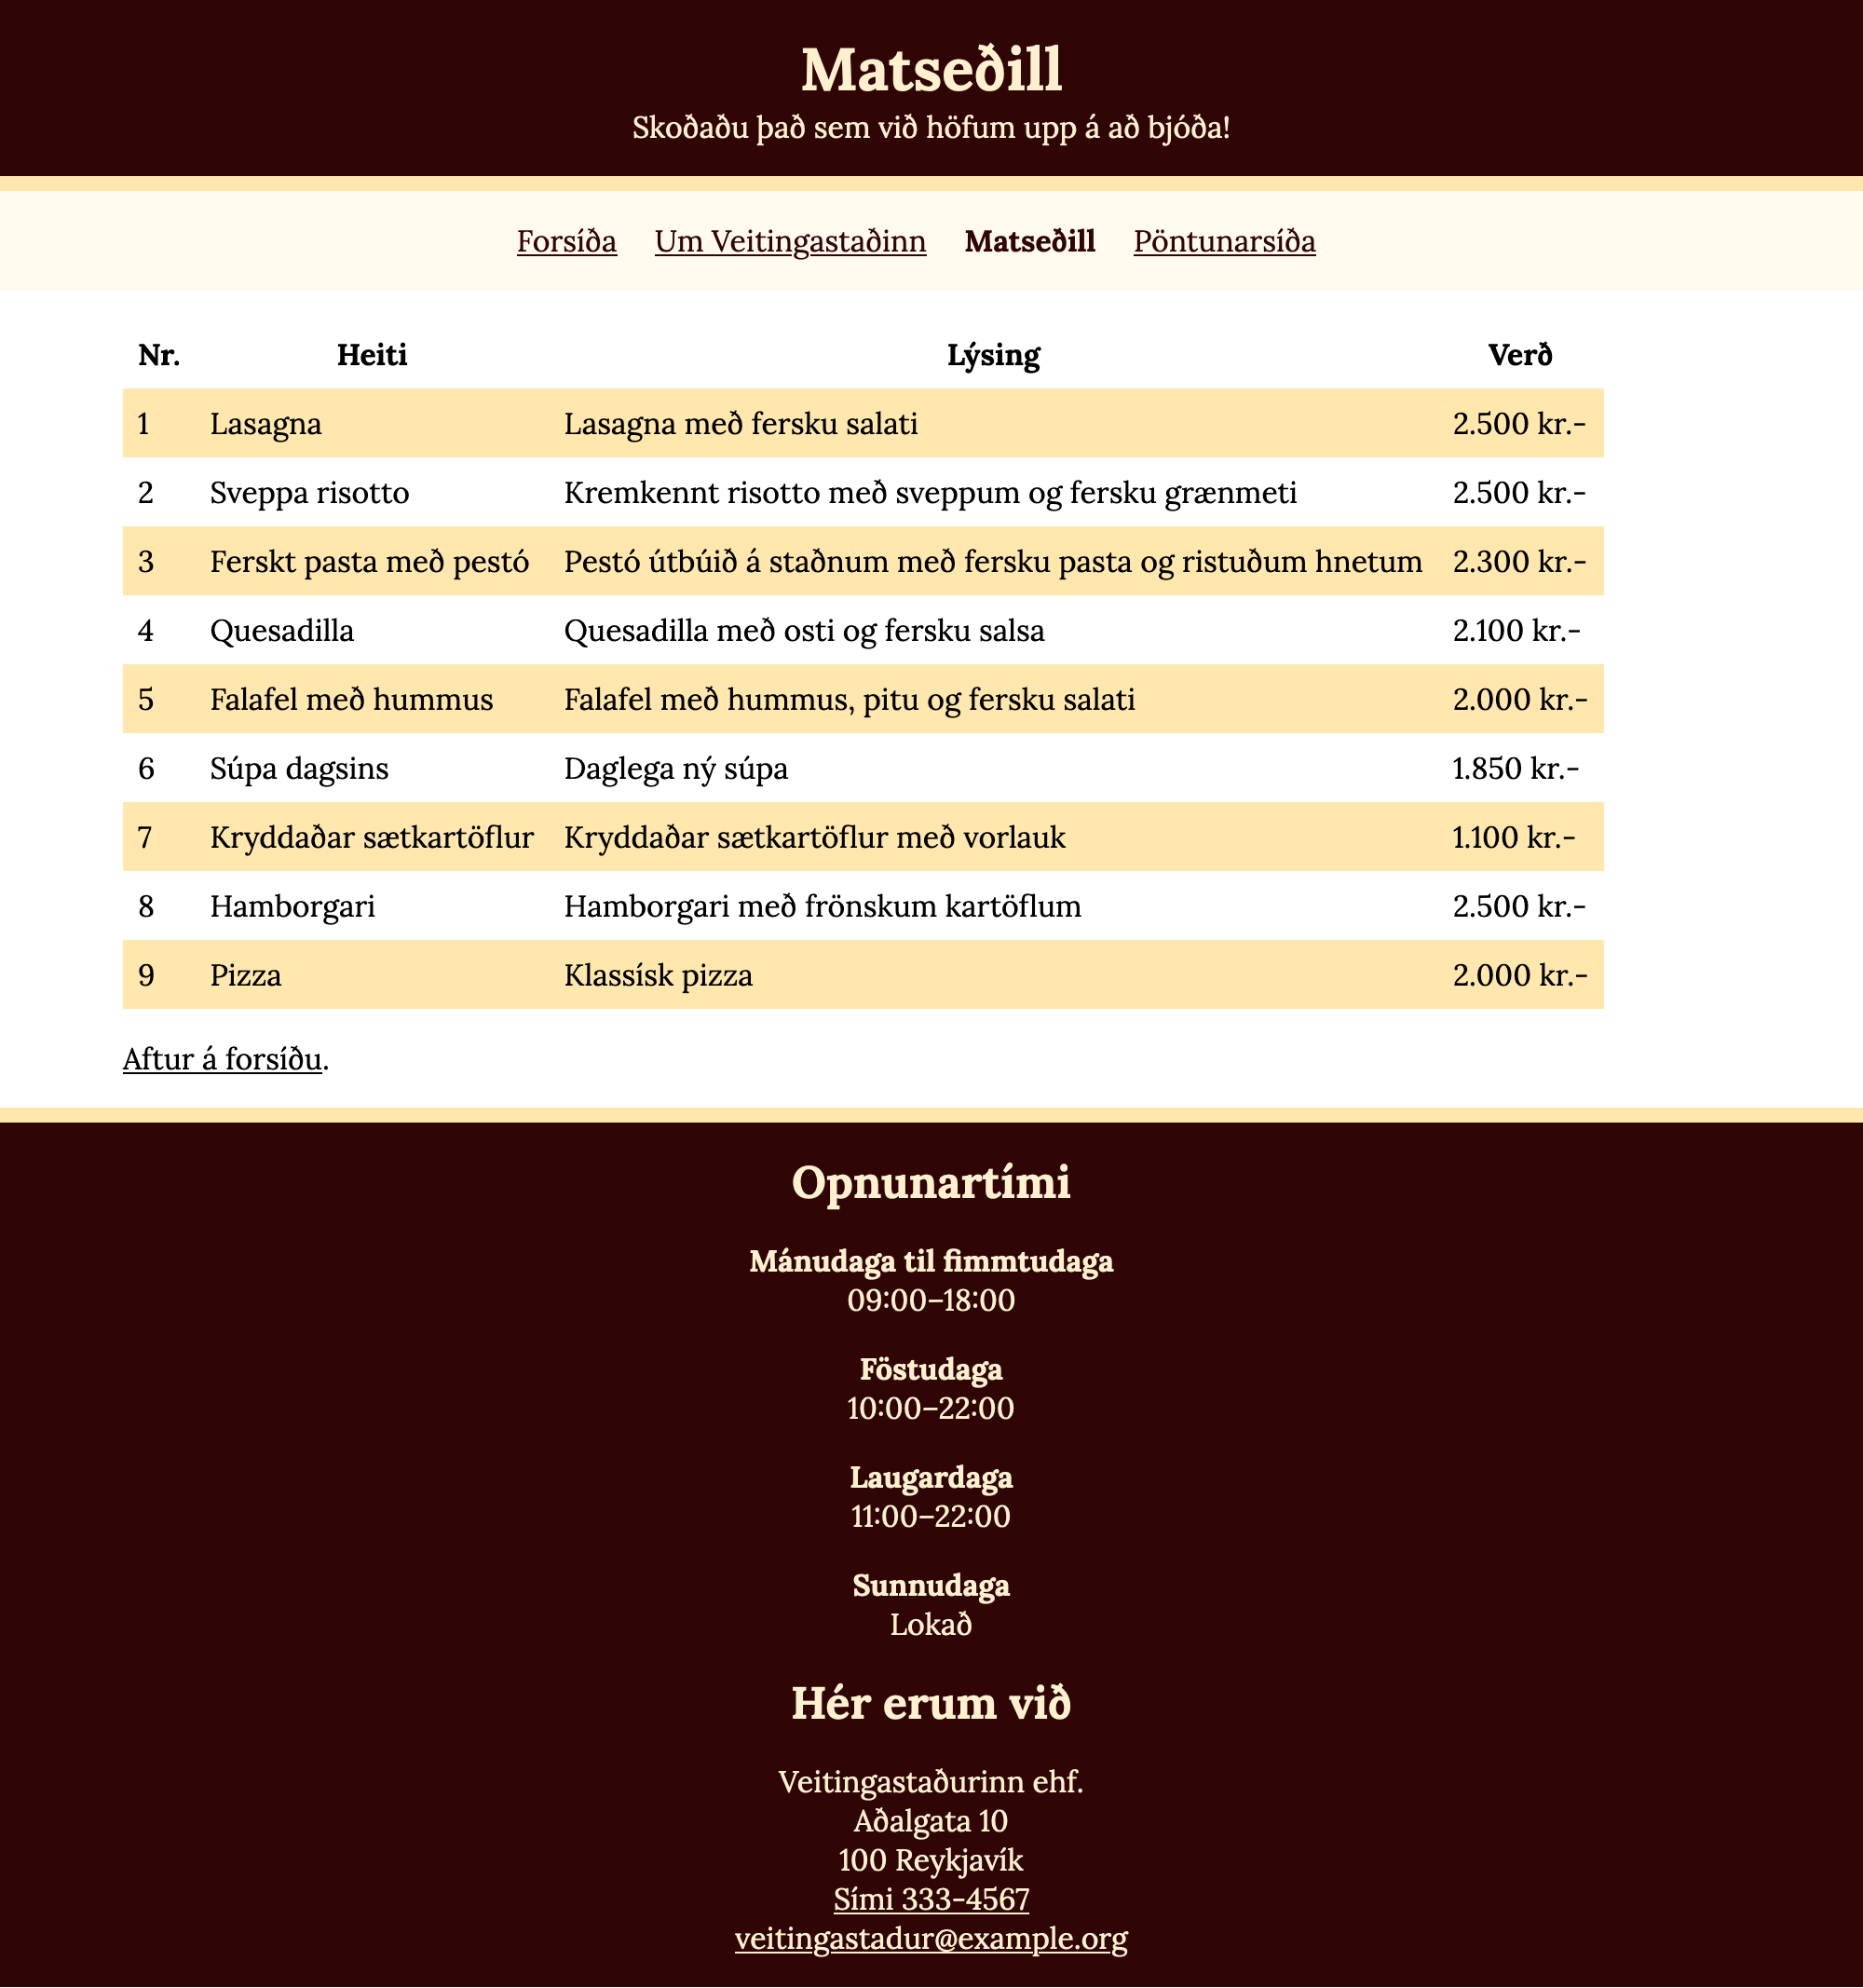 Matseðill
Skoðaðu það sem við höfum upp á að bjóða!
Forsíða Um Veitingastaðinn Matseðill Pöntunarsíða
Nr. Heiti Lýsing Verð
1 Lasagna Lasagna með fersku salati 2.500 kr.-
2 Sveppa risotto Kremkennt risotto með sveppum og fersku grænmeti 2.500 kr.-
3 Ferskt pasta með pestó Pestó útbúið á staðnum með fersku pasta og ristuðum hnetum 2.300 kr.-
4 Quesadilla Quesadilla með osti og fersku salsa 2.100 kr.-
5 Falafel með hummus Falafel með hummus, pitu og fersku salati 2.000 kr.-
6 Súpa dagsins Daglega ný súpa 1.850 kr.-
7 Kryddaðar sætkartöflur Kryddaðar sætkartöflur með vorlauk 1.100 kr.-
8 Hamborgari Hamborgari með frönskum kartöflum 2.500 kr.-
9 Pizza Klassísk pizza 2.000 kr.-
Aftur á forsíðu.
Opnunartími
Mánudaga til fimmtudaga
09:00–18:00
Föstudaga
10:00–22:00
Laugardaga
11:00–22:00
Sunnudaga
Lokað
Hér erum við
Veitingastaðurinn ehf.
Aðalgata 10
100 Reykjavík
Sími 333-4567
veitingastadur@example.org